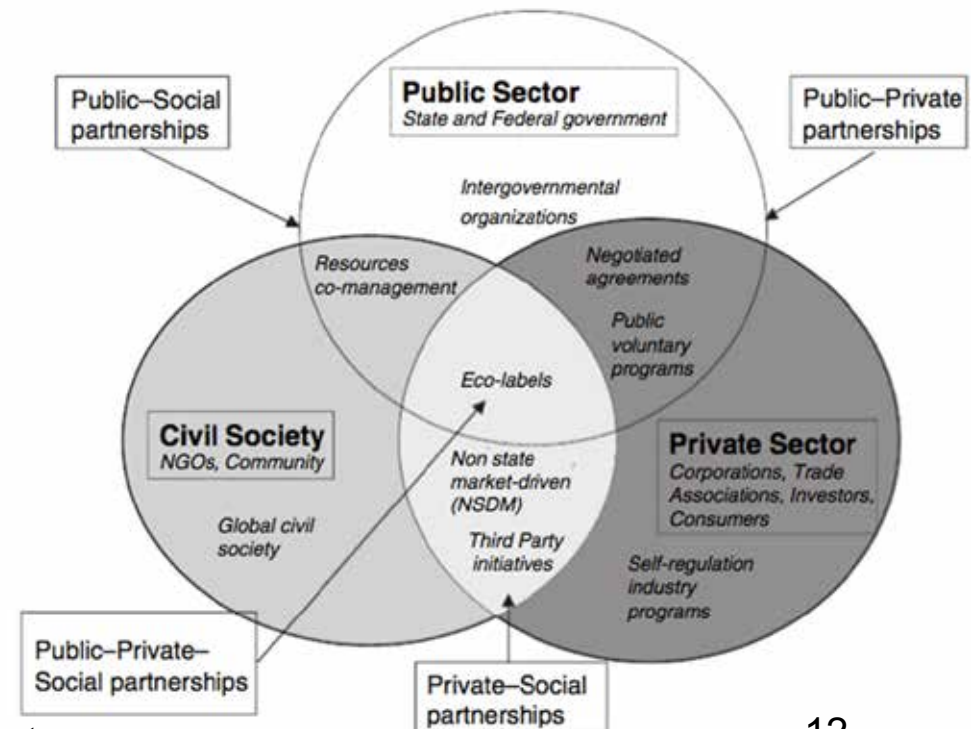 Public–Social
partnerships
Public Sector
State and Federal government
Public–Private
partnerships
Intergovernmental
organizations
Resources
co-management
Negotiated
agreements
Public
voluntary
programs
Eco-labels
Civil Society
NGOs, Community
Non state
market-driven
(NSDM)
Private Sector
Corporations, Trade
Associations, Investors,
Consumers
Global civil
society
Third Party
initiatives
Self-regulation
industry
programs
Public–Private–
Social partnerships
Private–Social
partnerships